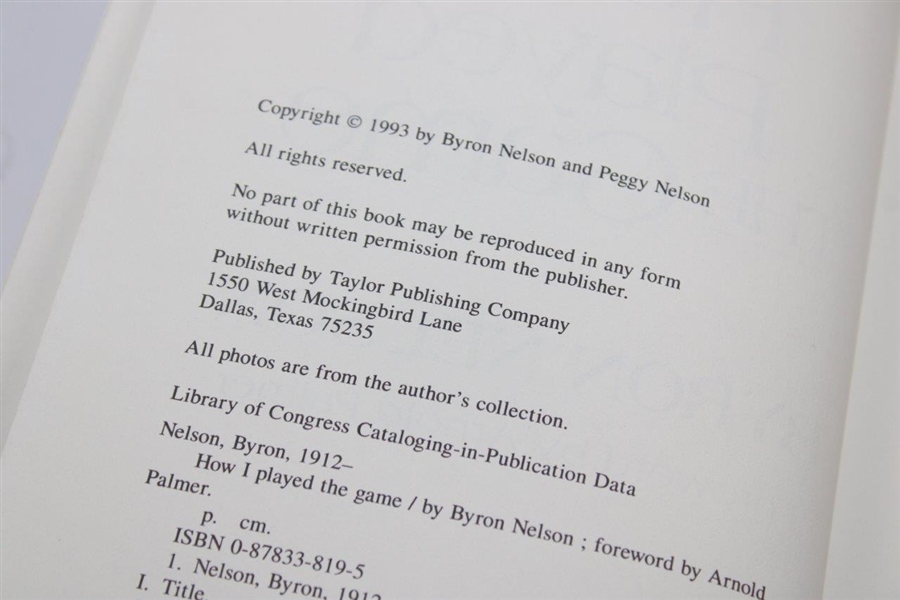 Copyright © 1993 by Byron Nelson and Peggy Nelson
All rights reserved.
No part of this book may be reproduced in any form
without written permission from the publisher.
Published by Taylor Publishing Company
1550 West Mockingbird Lane
Dallas, Texas 75235
All photos are from the author's collection.
Library of Congress Cataloging-in-Publication Data
Nelson, Byron, 1912–
How I played the game / by Byron Nelson ; foreword by Arnold
Palmer.
p. cm.
ISBN 0-87833-819-5
1. Nelson, Byron, 1912
I. Title